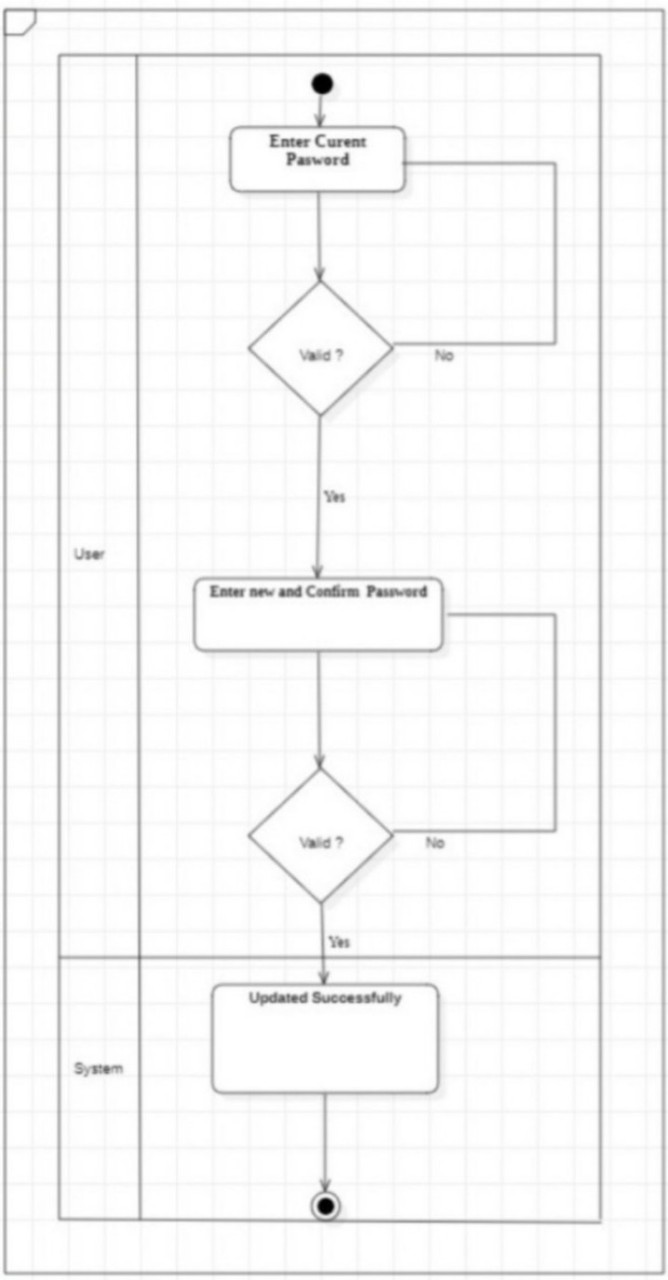 Enter Curent
Pasword
Valid ?
No
Yes
User
Enter new and Confirm Password
Valid ?
No
Yes
Updated Successfully
System